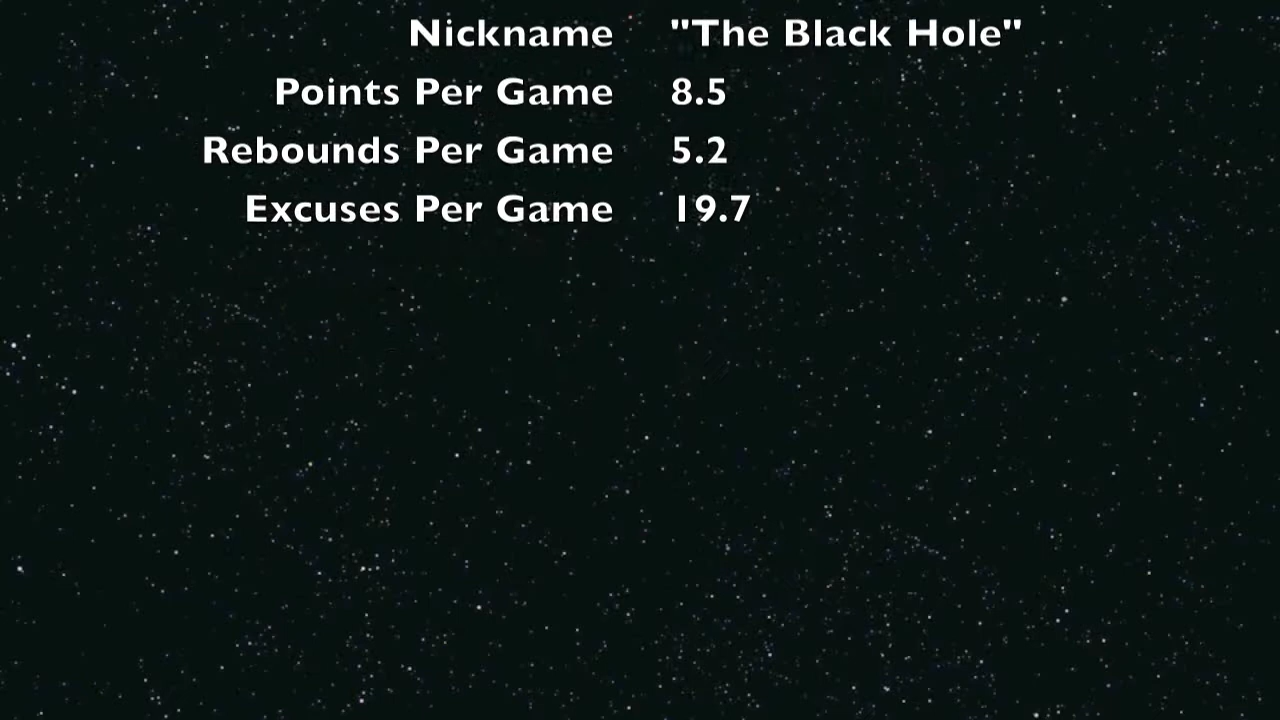 Nickname "The Black Hole"
Points Per Game 8.5
Rebounds Per Game 5.2
Excuses Per Game 19.7